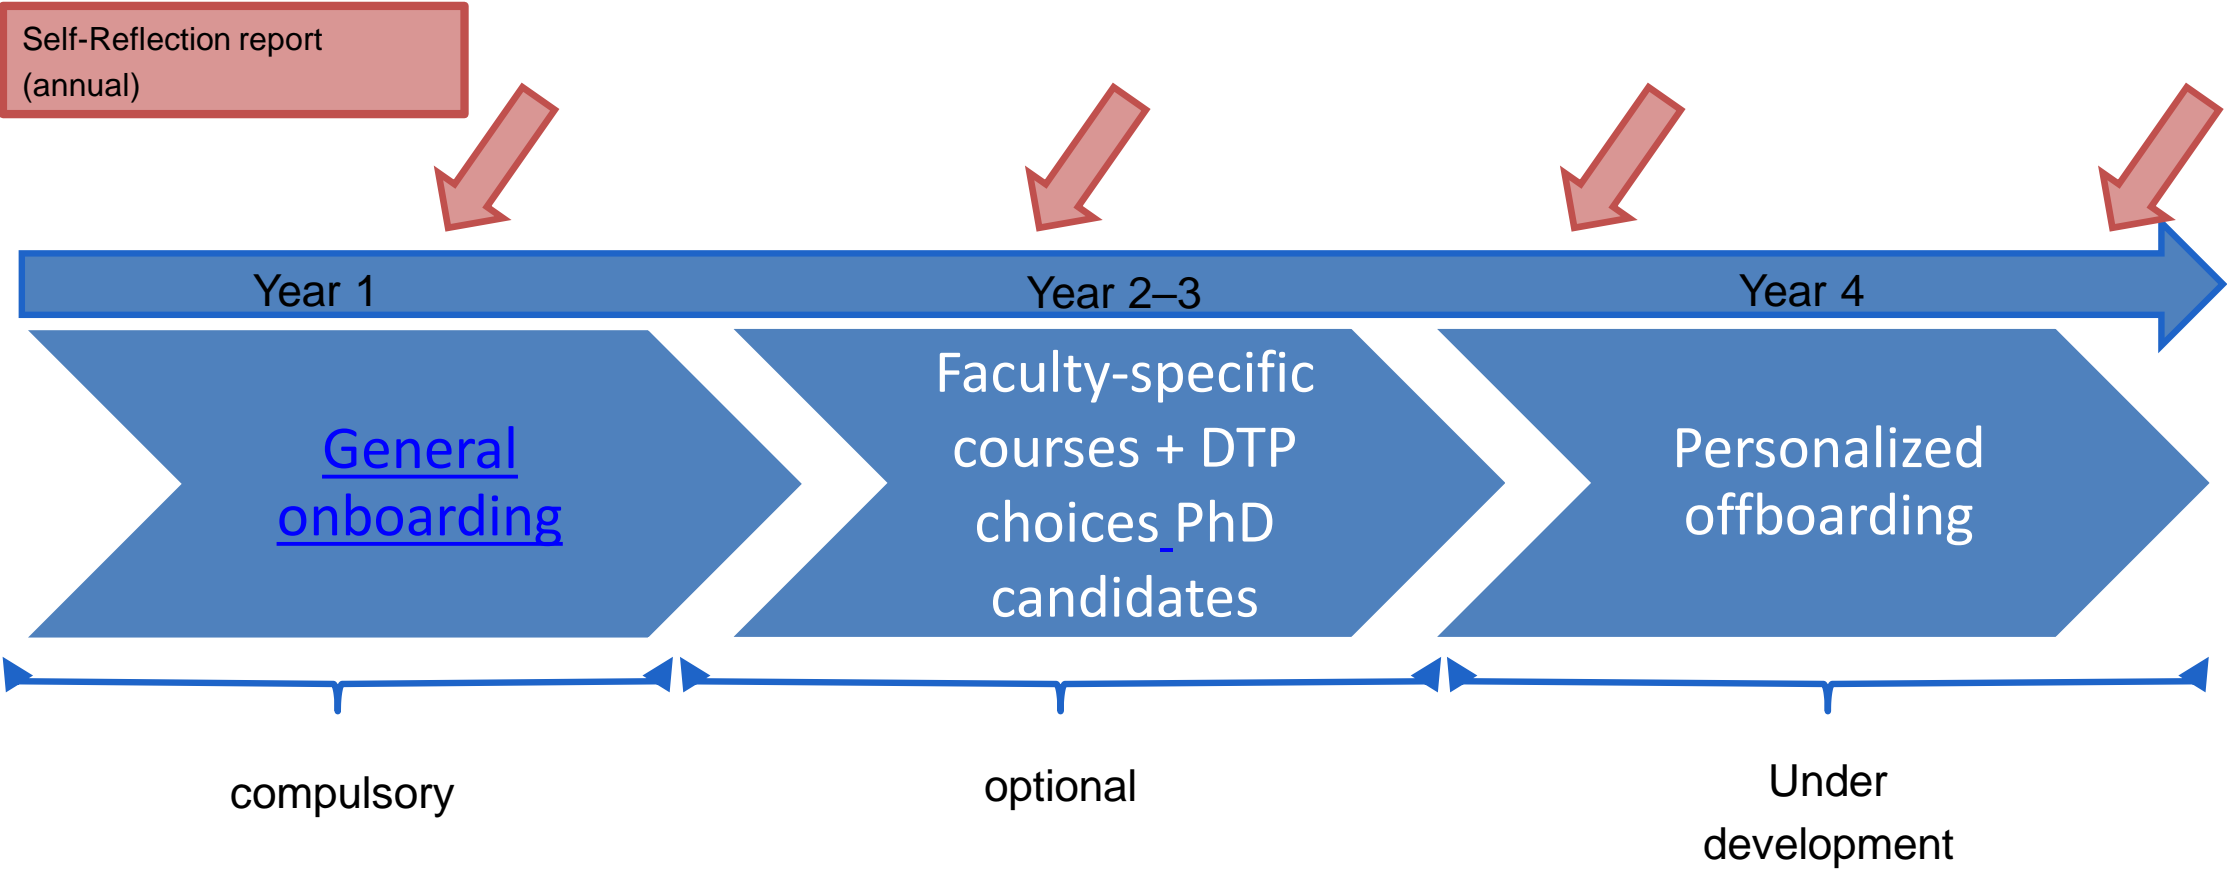 Self-Reflection report
(annual)
Year 1
Year 2–3
Year 4
General
onboarding
Faculty-specific
courses + DTP
choices PhD
candidates
Personalized
offboarding
compulsory
optional
Under
development